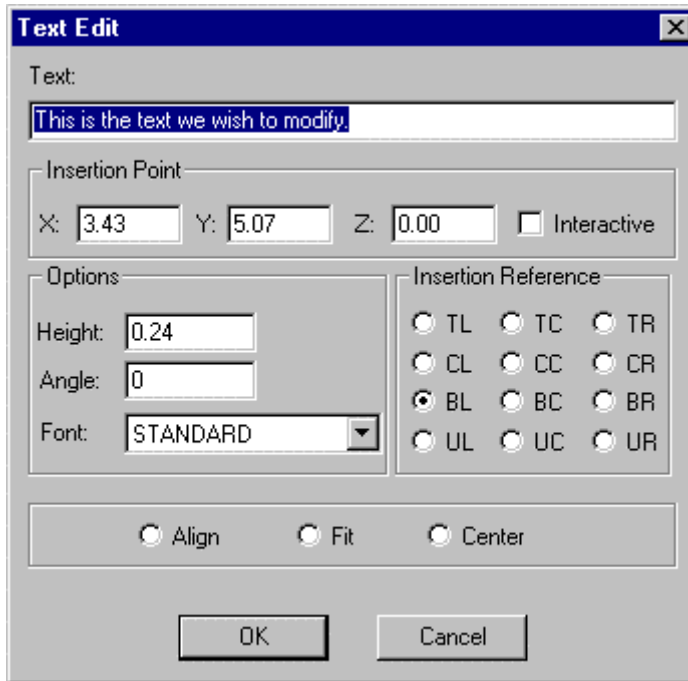 Text Edit
Text:
This is the text we wish to modify.
Insertion Point
X: 3.43 Y: 5.07 Z: 0.00 Interactive
Options
Height: 0.24
Angle: 0
Font: STANDARD
Insertion Reference
TL TC TR
CL CC CR
BL BC BR
UL UC UR
Align Fit Center
OK Cancel